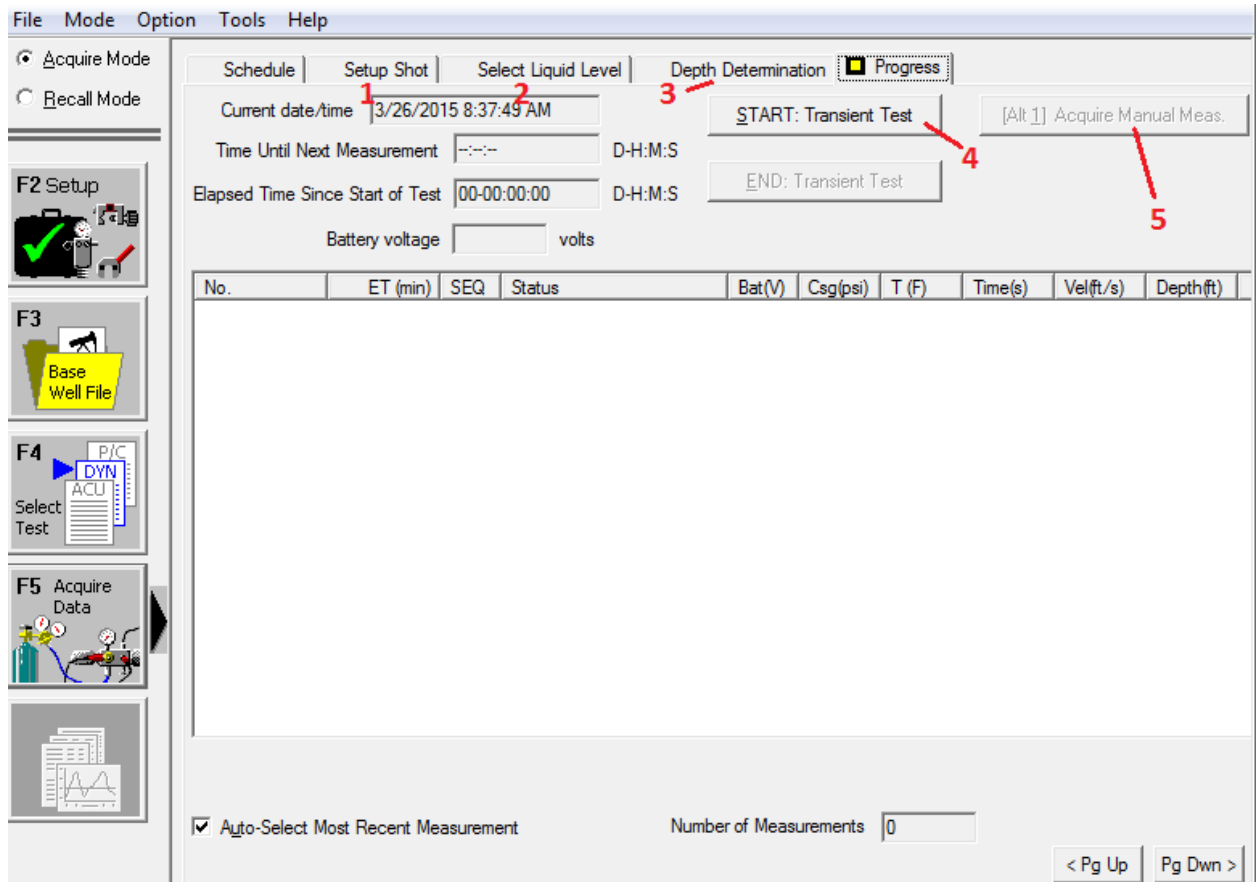 File Mode Option Tools Help
Acquire Mode
Recall Mode
Schedule Setup Shot Select Liquid Level Depth Determination Progress
1 2 3 4 5
Current date/time 3/26/2015 8:37:49 AM
START: Transient Test
[Alt 1] Acquire Manual Meas.
Time Until Next Measurement --:--:-- D-H:M:S
END: Transient Test
Elapsed Time Since Start of Test 00-00:00:00 D-H:M:S
Battery voltage volts
No. ET (min) SEQ Status Bat(V) Csg(psi) T (F) Time(s) Vel(ft/s) Depth(ft)
F2 Setup
F3
Base
Well File
F4
P/C
DYN
ACU
Select
Test
F5 Acquire
Data
Auto-Select Most Recent Measurement
Number of Measurements 0
< Pg Up Pg Dwn >